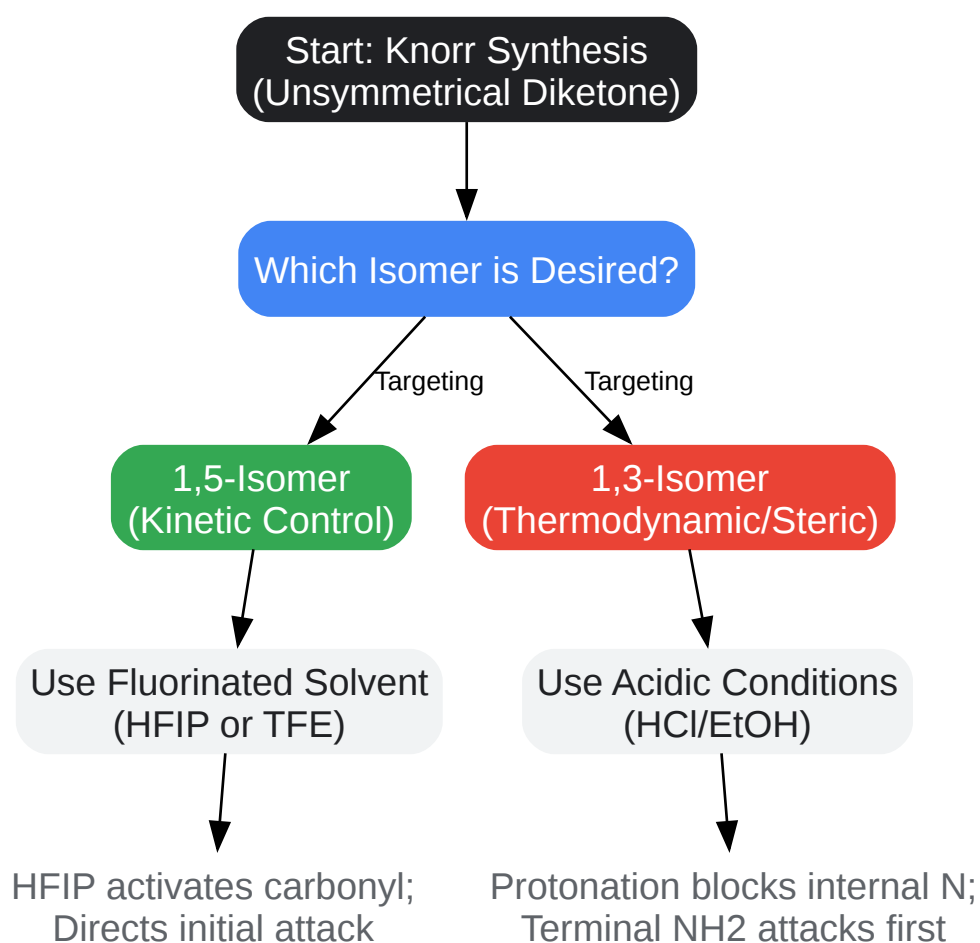 Start: Knorr Synthesis
(Unsymmetrical Diketone)
Which Isomer is Desired?
Targeting
Targeting
1,5-Isomer
(Kinetic Control)
1,3-Isomer
(Thermodynamic/Steric)
Use Fluorinated Solvent
(HFIP or TFE)
Use Acidic Conditions
(HCl/EtOH)
HFIP activates carbonyl;
Directs initial attack
Protonation blocks internal N;
Terminal NH2 attacks first